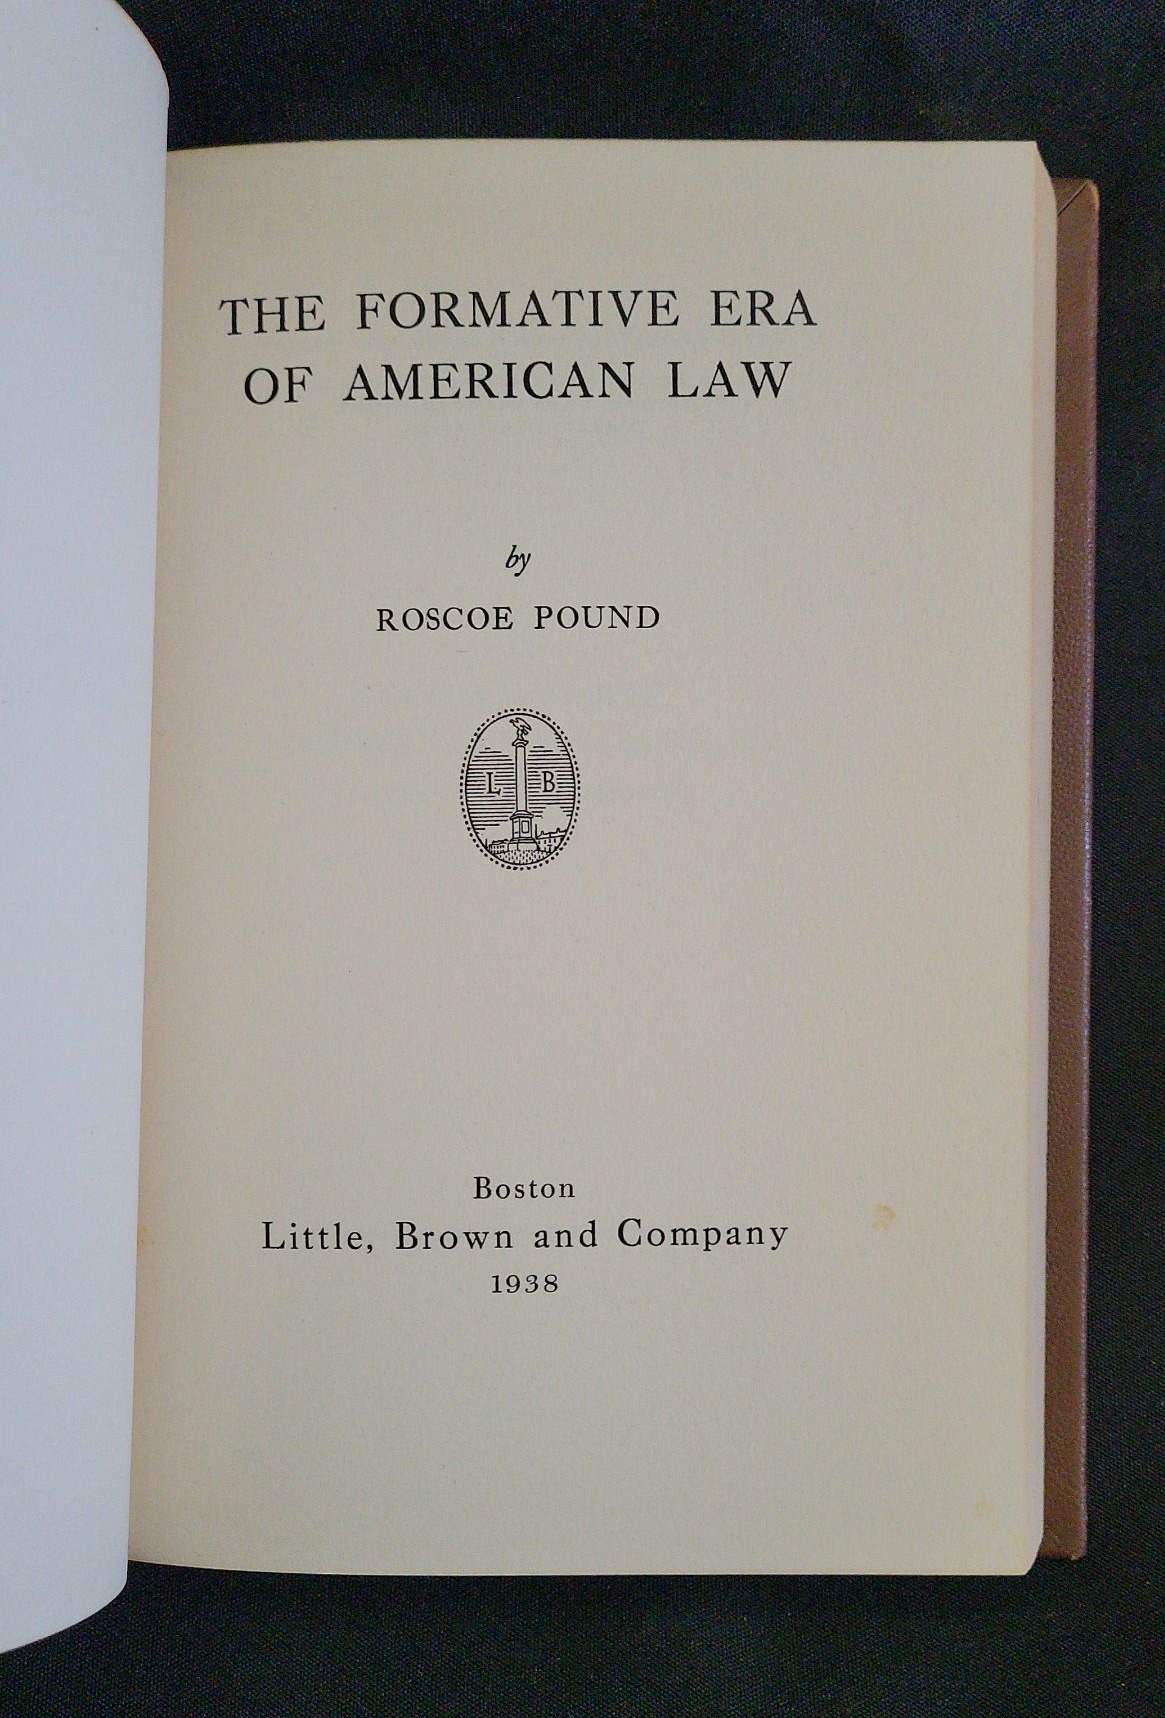 THE FORMATIVE ERA
OF AMERICAN LAW
by
ROSCOE POUND
L B
Boston
Little, Brown and Company
1938